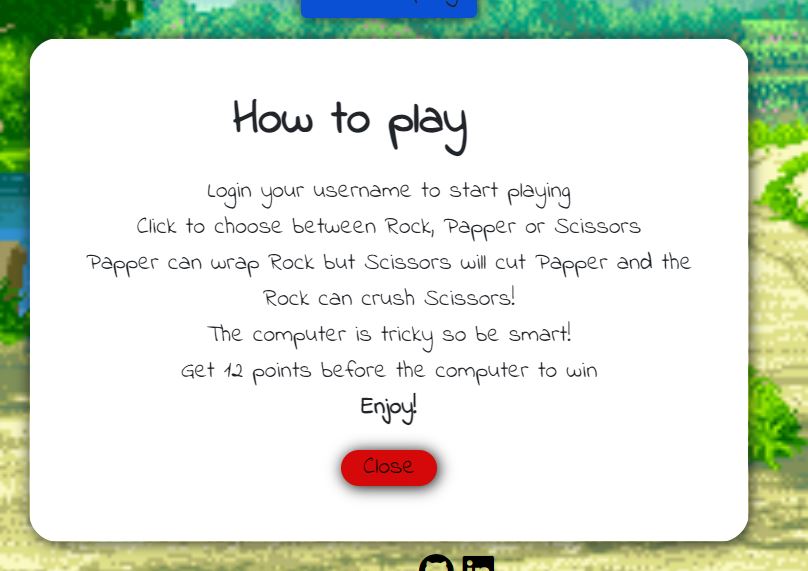 How to play
Login your username to start playing
Click to choose between Rock, Papper or Scissors
Papper can wrap Rock but Scissors will cut Papper and the
Rock can crush Scissors!
The computer is tricky so be smart!
Get 12 points before the computer to win
Enjoy!
Close
in